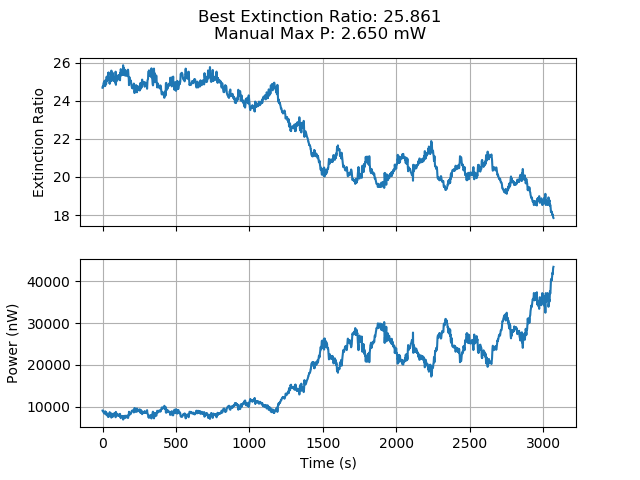 Best Extinction Ratio: 25.861
Manual Max P: 2.650 mW
26
24
22
20
18
Extinction Ratio
40000
30000
20000
10000
Power (nW)
0 500 1000 1500 2000 2500 3000
Time (s)